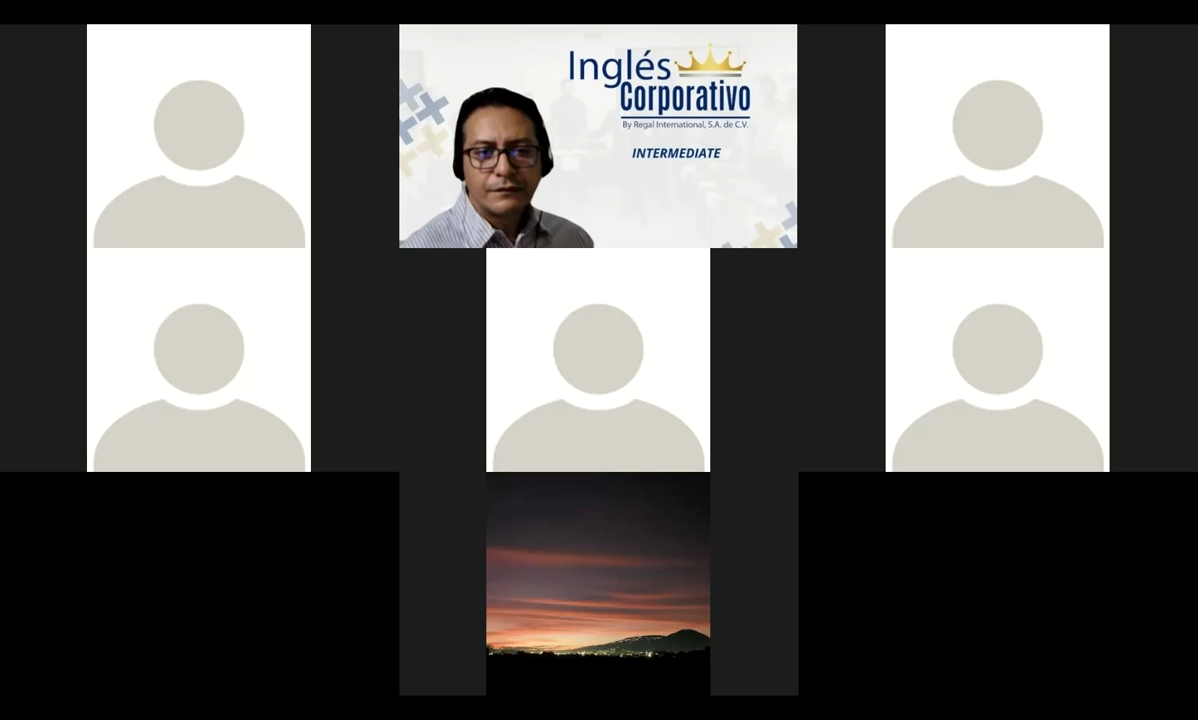 Inglés
Corporativo
By Regal International, S.A. de C.V.
INTERMEDIATE